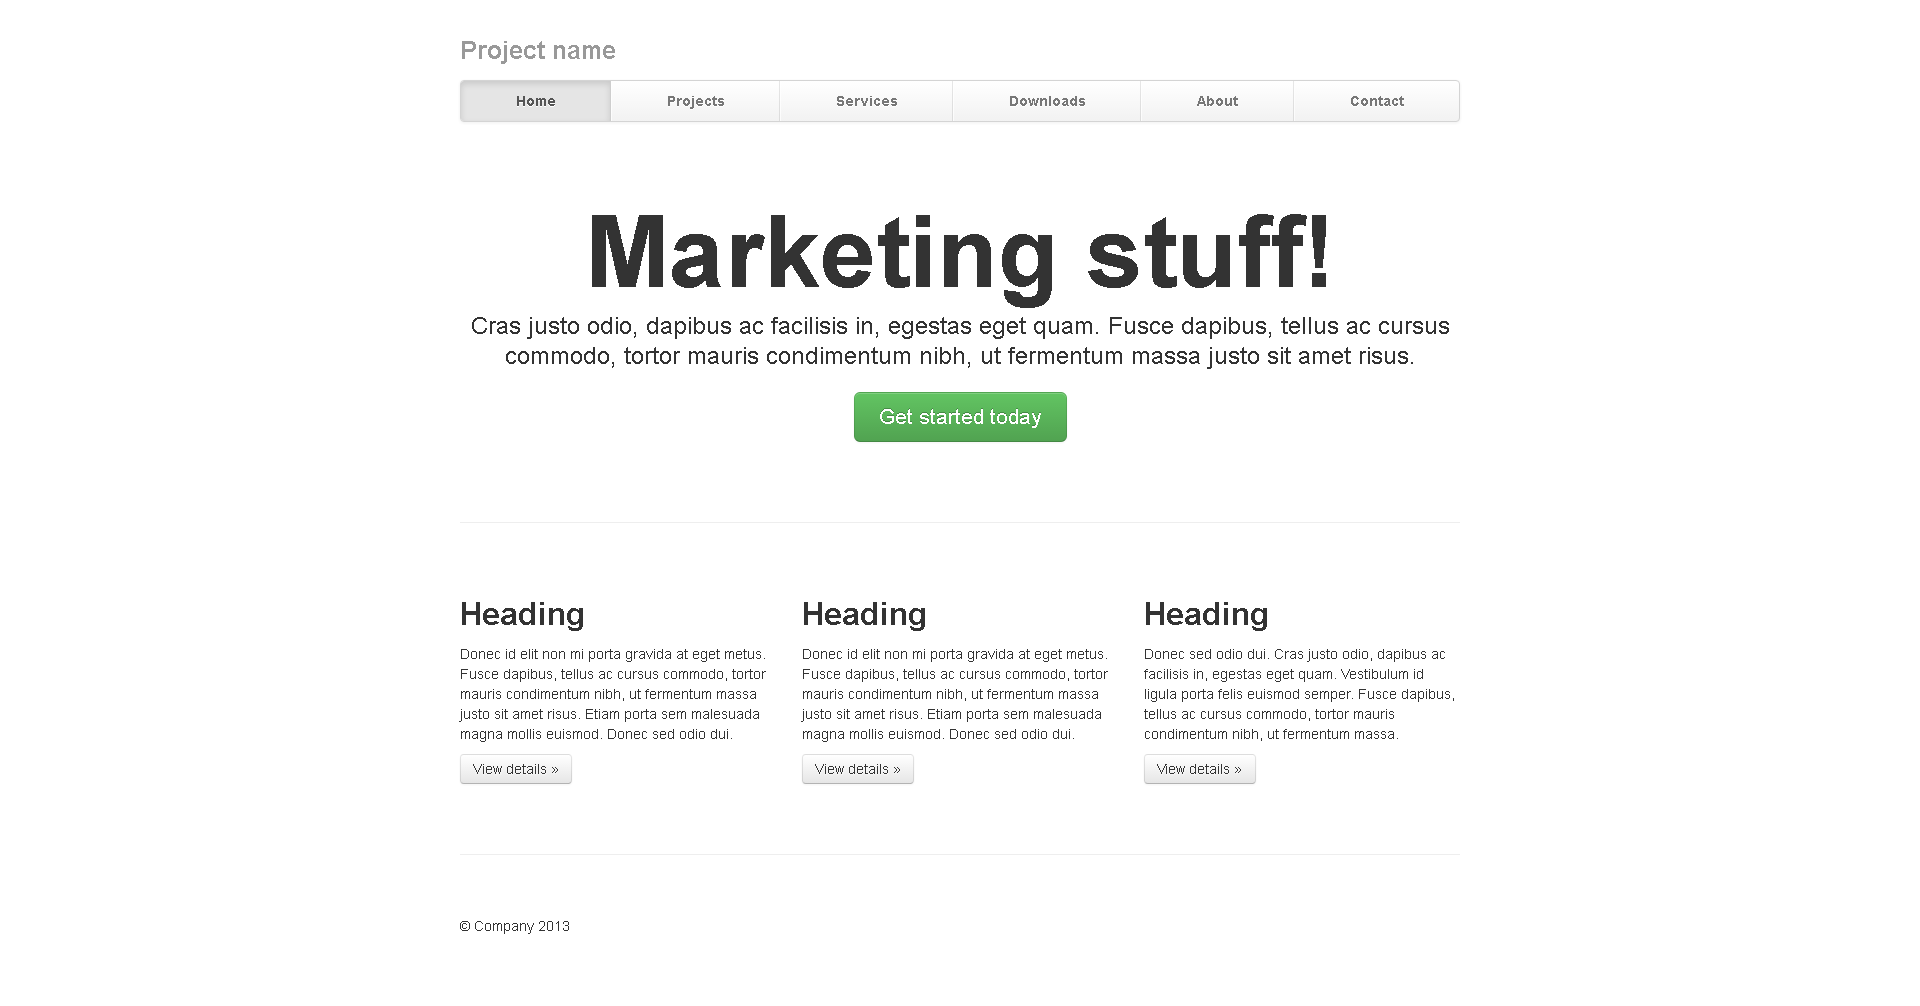 Project name
Home Projects Services Downloads About Contact
Marketing stuff!
Cras justo odio, dapibus ac facilisis in, egestas eget quam. Fusce dapibus, tellus ac cursus
commodo, tortor mauris condimentum nibh, ut fermentum massa justo sit amet risus.
Get started today
Heading
Donec id elit non mi porta gravida at eget metus.
Fusce dapibus, tellus ac cursus commodo, tortor
mauris condimentum nibh, ut fermentum massa
justo sit amet risus. Etiam porta sem malesuada
magna mollis euismod. Donec sed odio dui.
View details »
Heading
Donec id elit non mi porta gravida at eget metus.
Fusce dapibus, tellus ac cursus commodo, tortor
mauris condimentum nibh, ut fermentum massa
justo sit amet risus. Etiam porta sem malesuada
magna mollis euismod. Donec sed odio dui.
View details »
Heading
Donec sed odio dui. Cras justo odio, dapibus ac
facilisis in, egestas eget quam. Vestibulum id
ligula porta felis euismod semper. Fusce dapibus,
tellus ac cursus commodo, tortor mauris
condimentum nibh, ut fermentum massa.
View details »
© Company 2013